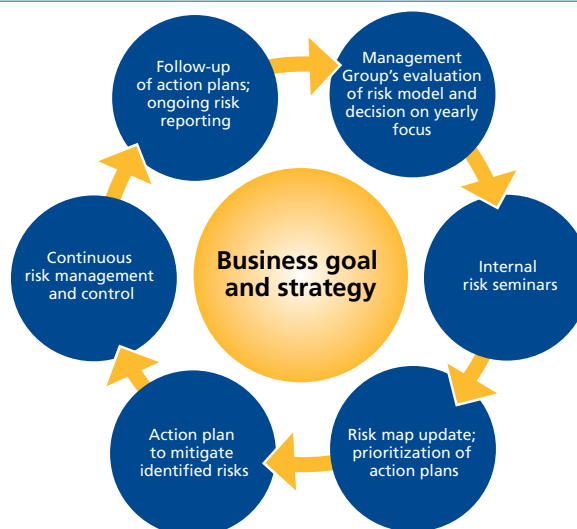 Follow-up
of action plans;
ongoing risk
reporting
Management
Group's evaluation
of risk model and
decision on yearly
focus
Business goal
and strategy
Continuous
risk management
and control
Internal
risk seminars
Action plan
to mitigate
identified risks
Risk map update;
prioritization of
action plans